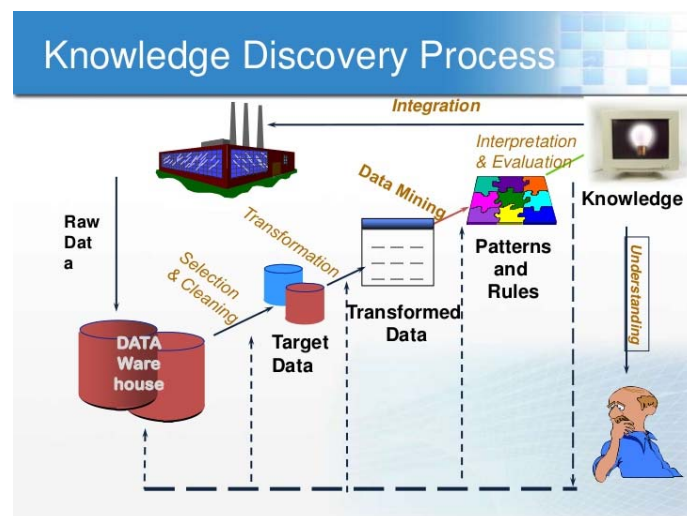 Knowledge Discovery Process
Integration
Interpretation
& Evaluation
Knowledge
Data Mining
Raw
Dat
a
Transformation
Patterns
and
Rules
Understanding
Selection
& Cleaning
Transformed
Data
Target
Data
DATA
Ware
house